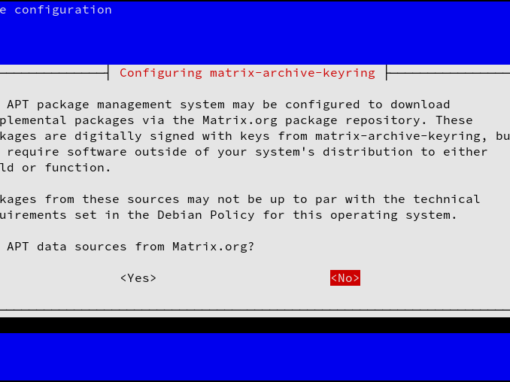 e configuration
Configuring matrix-archive-keyring
APT package management system may be configured to download
plemental packages via the Matrix.org package repository. These
kages are digitally signed with keys from matrix-archive-keyring, bu
require software outside of your system's distribution to either
ld or function.
kages from these sources may not be up to par with the technical
uirements set in the Debian Policy for this operating system.
APT data sources from Matrix.org?
<Yes> <No>